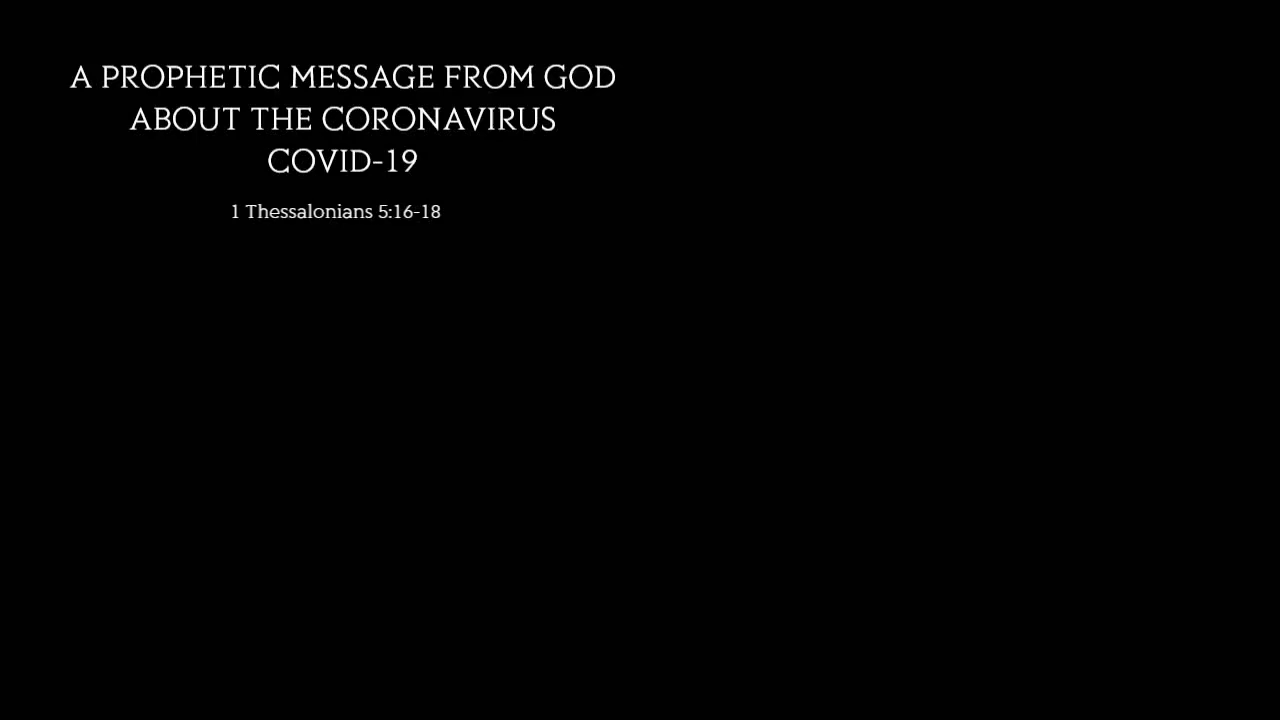 A PROPHETIC MESSAGE FROM GOD
ABOUT THE CORONAVIRUS
COVID-19
1 Thessalonians 5:16-18